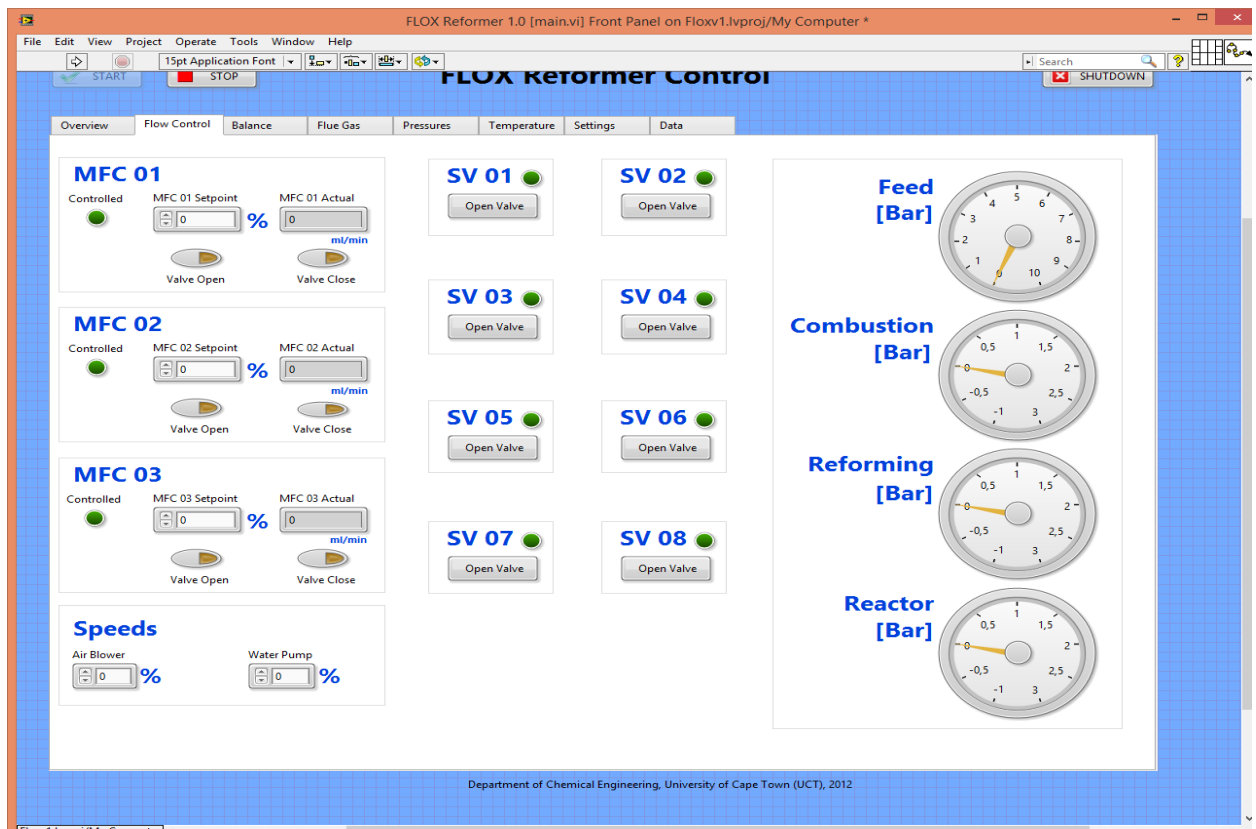 FLOX Reformer 1.0 [main.vi] Front Panel on Floxv1.lvproj/My Computer *
File Edit View Project Operate Tools Window Help
15pt Application Font
Search
START
STOP
FLOX Reformer Control
SHUTDOWN
Overview Flow Control Balance Flue Gas Pressures Temperature Settings Data
MFC 01
Controlled MFC 01 Setpoint MFC 01 Actual
0 % 0
ml/min
Valve Open Valve Close
MFC 02
Controlled MFC 02 Setpoint MFC 02 Actual
0 % 0
ml/min
Valve Open Valve Close
MFC 03
Controlled MFC 03 Setpoint MFC 03 Actual
0 % 0
ml/min
Valve Open Valve Close
Speeds
Air Blower Water Pump
0 % 0 %
SV 01 SV 02
Open Valve Open Valve
SV 03 SV 04
Open Valve Open Valve
SV 05 SV 06
Open Valve Open Valve
SV 07 SV 08
Open Valve Open Valve
Feed
[Bar]
0 1 2 3 4 5 6 7 8 9 10
Combustion
[Bar]
-1 -0,5 0 0,5 1 1,5 2 2,5 3
Reforming
[Bar]
-1 -0,5 0 0,5 1 1,5 2 2,5 3
Reactor
[Bar]
-1 -0,5 0 0,5 1 1,5 2 2,5 3
Department of Chemical Engineering, University of Cape Town (UCT), 2012